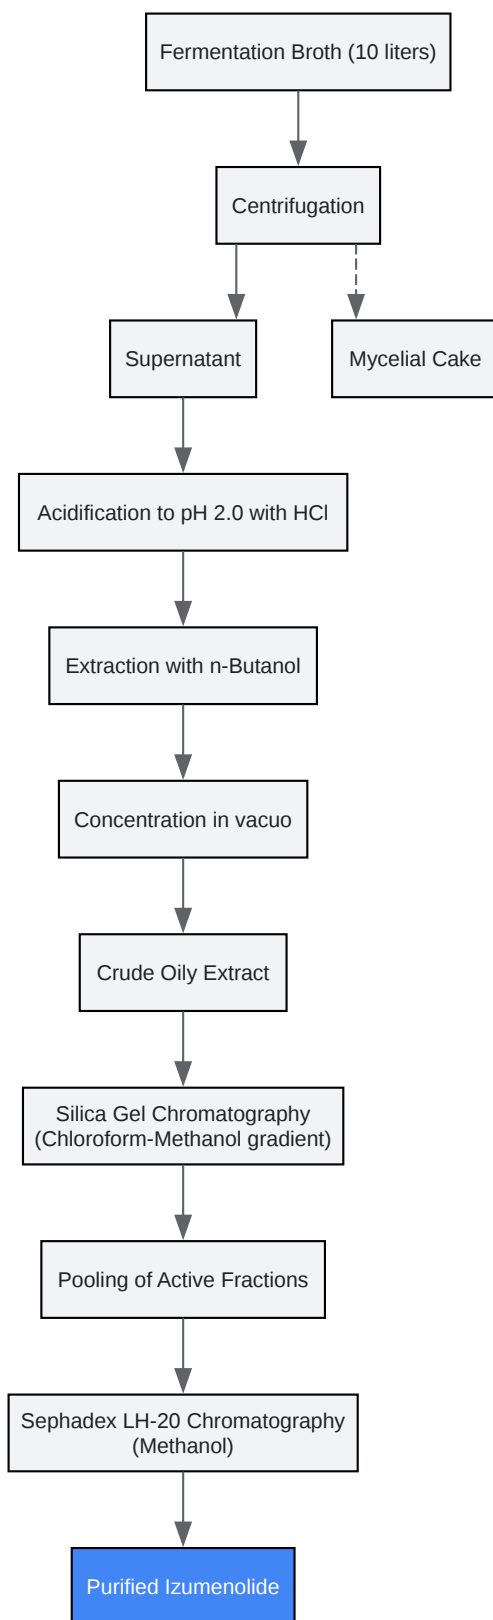 Fermentation Broth (10 liters)
Centrifugation
Supernatant
Mycelial Cake
Acidification to pH 2.0 with HCl
Extraction with n-Butanol
Concentration in vacuo
Crude Oily Extract
Silica Gel Chromatography
(Chloroform-Methanol gradient)
Pooling of Active Fractions
Sephadex LH-20 Chromatography
(Methanol)
Purified Izumenolide